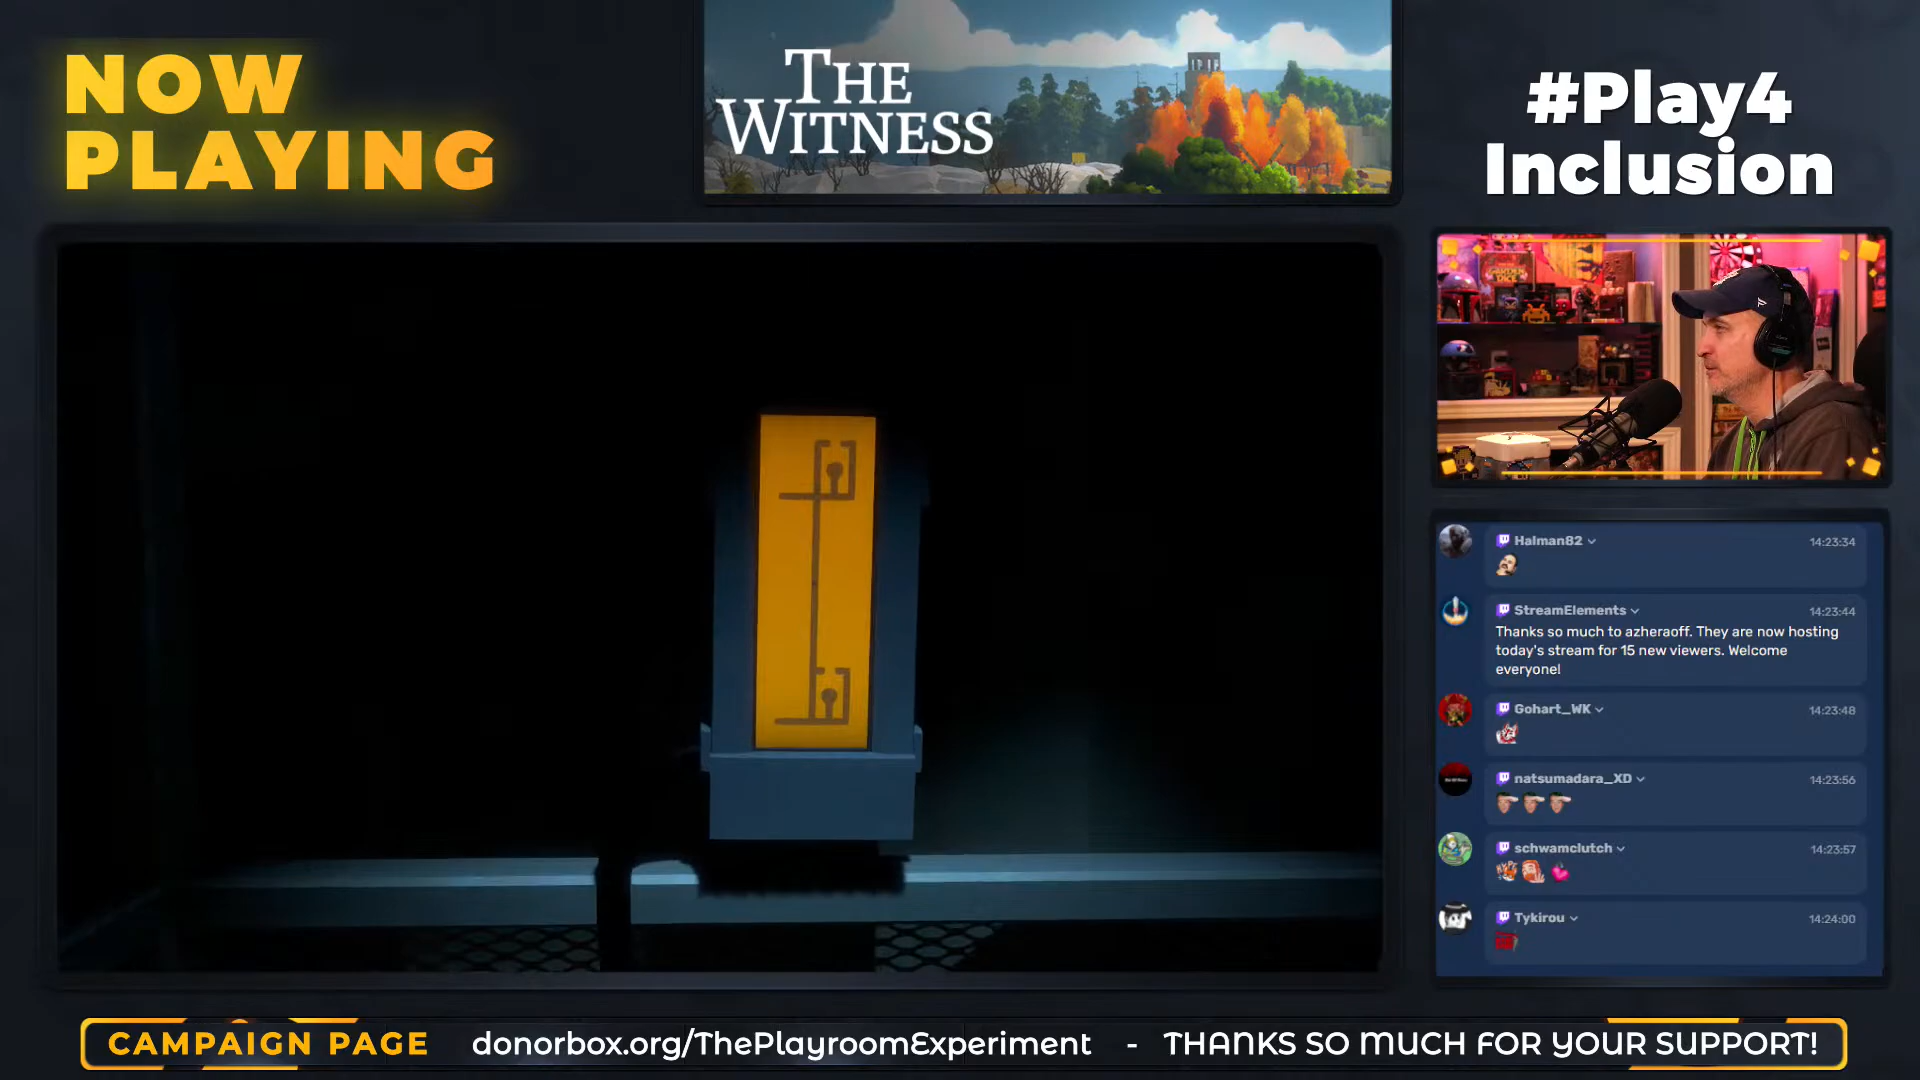 NOW
PLAYING
THE
WITNESS
#Play4
Inclusion
Halman82
14:23:34
StreamElements
14:23:44
Thanks so much to azheraoff. They are now hosting
today's stream for 15 new viewers. Welcome
everyone!
Gohart_WK
14:23:48
natsumadara_XD
14:23:56
schwamclutch
14:23:57
Tykirou
14:24:00
CAMPAIGN PAGE donorbox.org/ThePlayroomExperiment - THANKS SO MUCH FOR YOUR SUPPORT!